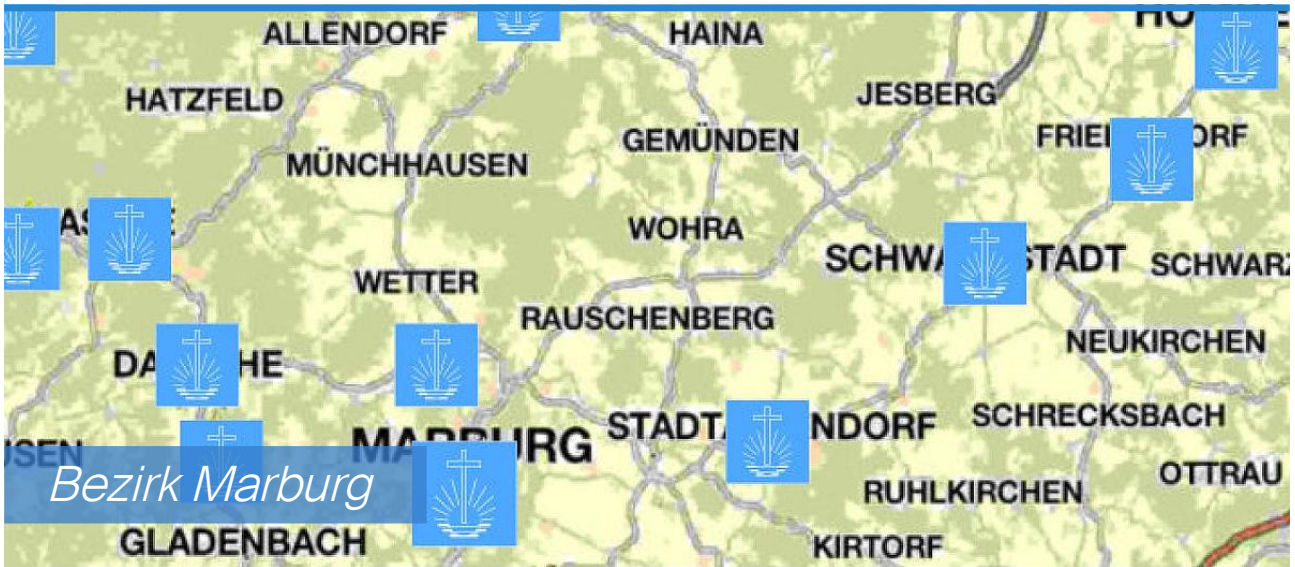 ALLENDORF
HAINA
HATZFELD
JESBERG
GEMÜNDEN
MÜNCHHAUSEN
WOHRA
WETTER
RAUSCHENBERG
NEUKIRCHEN
SCHRECKSBACH
OTTRAU
RUHLKIRCHEN
Bezirk Marburg
GLADENBACH
KIRTORF